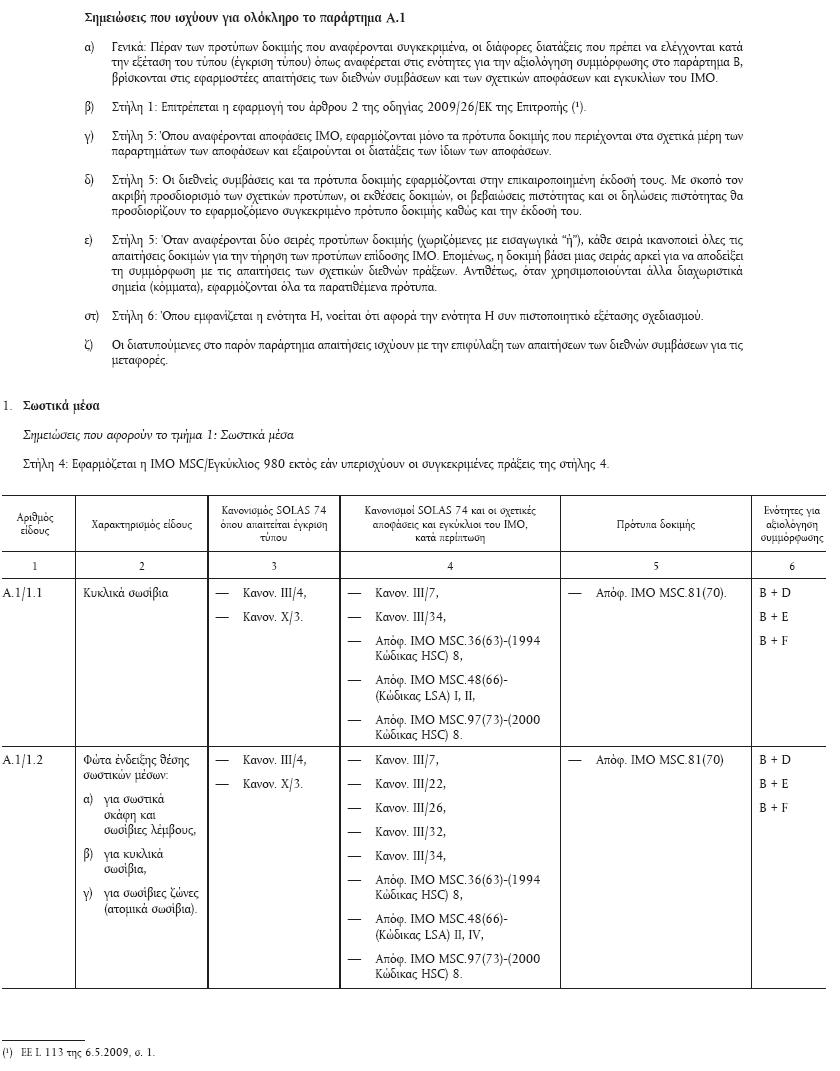 Σημειώσεις που ισχύουν για ολόκληρο το παράρτημα Α.1
α) Γενικά: Πέραν των προτύπων δοκιμής που αναφέρονται συγκεκριμένα, οι διάφορες διατάξεις που πρέπει να ελέγχονται κατά
την εξέταση του τύπου (έγκριση τύπου) όπως αναφέρεται στις ενότητες για την αξιολόγηση συμμόρφωσης στο παράρτημα Β,
βρίσκονται στις εφαρμοστέες απαιτήσεις των διεθνών συμβάσεων και των σχετικών αποφάσεων και εγκυκλίων του ΙΜΟ.
β) Στήλη 1: Επιτρέπεται η εφαρμογή του άρθρου 2 της οδηγίας 2009/26/ΕΚ της Επιτροπής (¹).
γ) Στήλη 5: Όπου αναφέρονται αποφάσεις ΙΜΟ, εφαρμόζονται μόνο τα πρότυπα δοκιμής που περιέχονται στα σχετικά μέρη των
παραρτημάτων των αποφάσεων και εξαιρούνται οι διατάξεις των ίδιων των αποφάσεων.
δ) Στήλη 5: Οι διεθνείς συμβάσεις και τα πρότυπα δοκιμής εφαρμόζονται στην επικαιροποιημένη έκδοσή τους. Με σκοπό τον
ακριβή προσδιορισμό των σχετικών προτύπων, οι εκθέσεις δοκιμών, οι βεβαιώσεις πιστότητας και οι δηλώσεις πιστότητας θα
προσδιορίζουν το εφαρμοζόμενο συγκεκριμένο πρότυπο δοκιμής καθώς και την έκδοσή του.
ε) Στήλη 5: Όταν αναφέρονται δύο σειρές προτύπων δοκιμής (χωριζόμενες με εισαγωγικά “ή”), κάθε σειρά ικανοποιεί όλες τις
απαιτήσεις δοκιμών για την τήρηση των προτύπων επίδοσης ΙΜΟ. Επομένως, η δοκιμή βάσει μιας σειράς αρκεί για να αποδείξει
τη συμμόρφωση με τις απαιτήσεις των σχετικών διεθνών πράξεων. Αντιθέτως, όταν χρησιμοποιούνται άλλα διαχωριστικά
σημεία (κόμματα), εφαρμόζονται όλα τα παρατιθέμενα πρότυπα.
στ) Στήλη 6: Όπου εμφανίζεται η ενότητα Η, νοείται ότι αφορά την ενότητα Η συν πιστοποιητικό εξέτασης σχεδιασμού.
ζ) Οι διατυπούμενες στο παρόν παράρτημα απαιτήσεις ισχύουν με την επιφύλαξη των απαιτήσεων των διεθνών συμβάσεων για τις
μεταφορές.
1. Σωστικά μέσα
Σημειώσεις που αφορούν το τμήμα 1: Σωστικά μέσα
Στήλη 4: Εφαρμόζεται η IMO MSC/Εγκύκλιος 980 εκτός εάν υπερισχύουν οι συγκεκριμένες πράξεις της στήλης 4.
Αριθμός
είδους
Χαρακτηρισμός είδους
Κανονισμός SOLAS 74
όπου απαιτείται έγκριση
τύπου
Κανονισμοί SOLAS 74 και οι σχετικές
αποφάσεις και εγκύκλιοι του ΙΜΟ,
κατά περίπτωση
Πρότυπα δοκιμής
Ενότητες για
αξιολόγηση
συμμόρφωσης
1 2 3 4 5 6
A.1/1.1
Κυκλικά σωσίβια
— Κανον. III/4,
— Κανον. X/3.
— Κανον. III/7,
— Κανον. III/34,
— Απόφ. IMO MSC.36(63)-(1994
Κώδικας HSC) 8,
— Απόφ. IMO MSC.48(66)-
(Κώδικας LSA) I, II,
— Απόφ. IMO MSC.97(73)-(2000
Κώδικας HSC) 8.
— Απόφ. IMO MSC.81(70).
B + D
B + E
B + F
A.1/1.2
Φώτα ένδειξης θέσης
σωστικών μέσων:
α) για σωστικά
σκάφη και
σωσίβιες λέμβους,
β) για κυκλικά
σωσίβια,
γ) για σωσίβιες ζώνες
(ατομικά σωσίβια).
— Κανον. III/4,
— Κανον. X/3.
— Κανον. III/7,
— Κανον. III/22,
— Κανον. III/26,
— Κανον. III/32,
— Κανον. III/34,
— Απόφ. IMO MSC.36(63)-(1994
Κώδικας HSC) 8,
— Απόφ. IMO MSC.48(66)-
(Κώδικας LSA) II, IV,
— Απόφ. IMO MSC.97(73)-(2000
Κώδικας HSC) 8.
— Απόφ. IMO MSC.81(70)
B + D
B + E
B + F
(¹) ΕΕ L 113 της 6.5.2009, σ. 1.